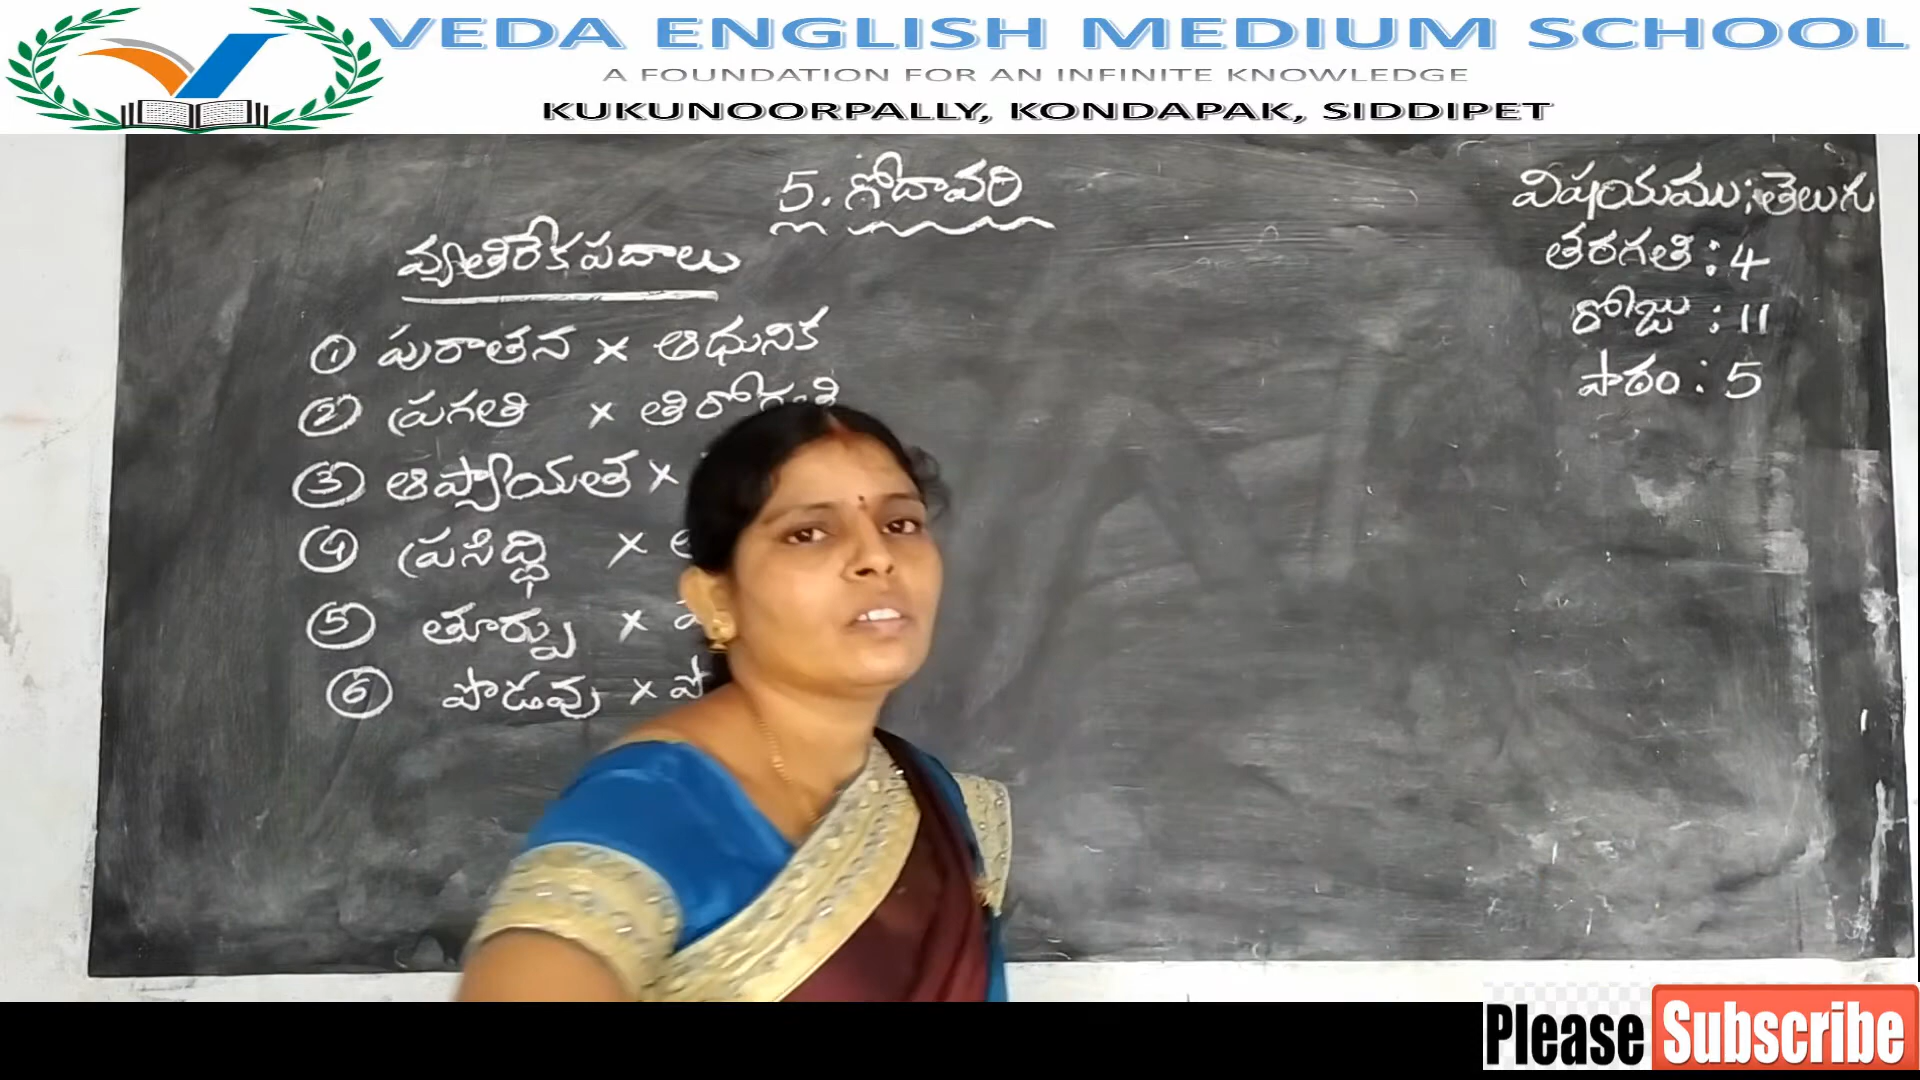 VEDA ENGLISH MEDIUM SCHOOL
A FOUNDATION FOR AN INFINITE KNOWLEDGE
KUKUNOORPALLY, KONDAPAK, SIDDIPET
5. గోదావరి
విషయము : తెలుగు
తరగతి : 4
రోజు : 11
పాఠం : 5
వ్యతిరేకపదాలు
1 పురాతన × ఆధునిక
2 ప్రగతి × తిరోగతి
3 ఆప్యాయత ×
4 ప్రసిద్ధి ×
5 తూర్పు ×
6 పొడవు × పొ
Please Subscribe